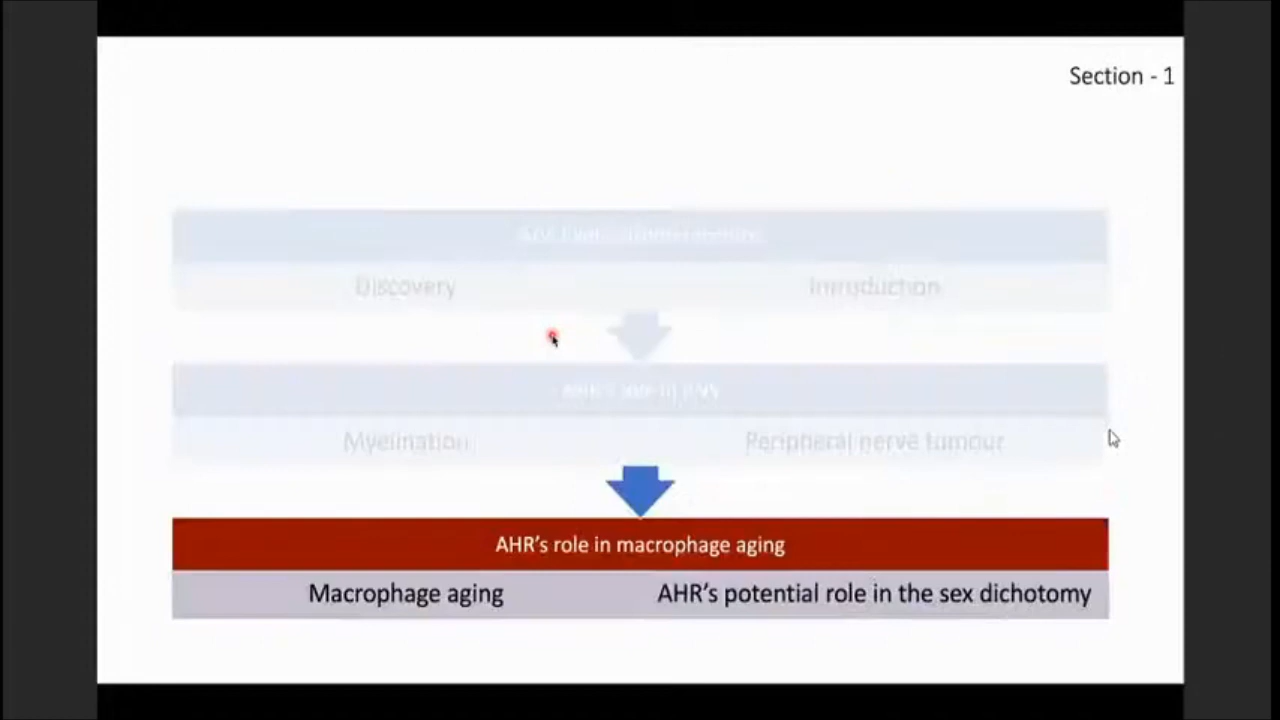 Section - 1
Discovery
Introduction
Myelination
Peripheral nerve tumour
AHR's role in macrophage aging
Macrophage aging
AHR's potential role in the sex dichotomy